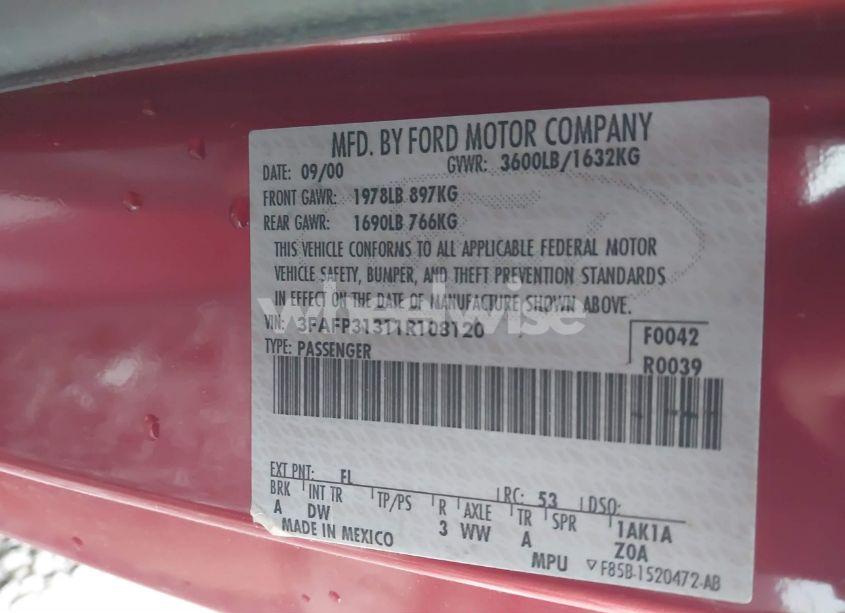 MFD. BY FORD MOTOR COMPANY
DATE: 09/00 GVWR: 3600LB/1632KG
FRONT GAWR: 1978LB 897KG
REAR GAWR: 1690LB 766KG
THIS VEHICLE CONFORMS TO ALL APPLICABLE FEDERAL MOTOR
VEHICLE SAFETY, BUMPER, AND THEFT PREVENTION STANDARDS
IN EFFECT ON THE DATE OF MANUFACTURE SHOWN ABOVE.
wheelwise
VIN: 3FAFP31311R108120 F0042
TYPE: PASSENGER R0039
EXT PNT: EL RC: 53 DSO:
BRK INT TR TP/PS R AXLE TR SPR 1AK1A
A DW 3 WW A Z0A
MADE IN MEXICO MPU ▽F85B-1520472-AB